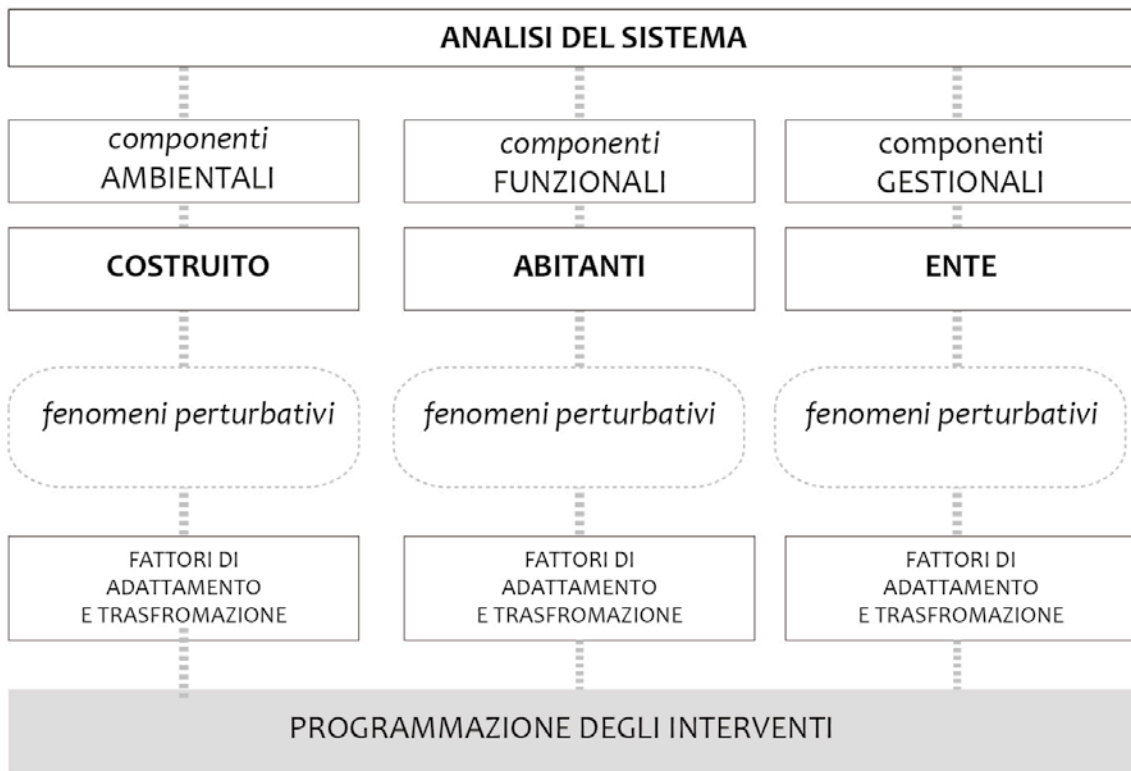 ANALISI DEL SISTEMA
componenti
AMBIENTALI
componenti
FUNZIONALI
componenti
GESTIONALI
COSTRUITO
ABITANTI
ENTE
fenomeni perturbativi
fenomeni perturbativi
fenomeni perturbativi
FATTORI DI
ADATTAMENTO
E TRASFROMAZIONE
FATTORI DI
ADATTAMENTO
E TRASFROMAZIONE
FATTORI DI
ADATTAMENTO
E TRASFROMAZIONE
PROGRAMMAZIONE DEGLI INTERVENTI